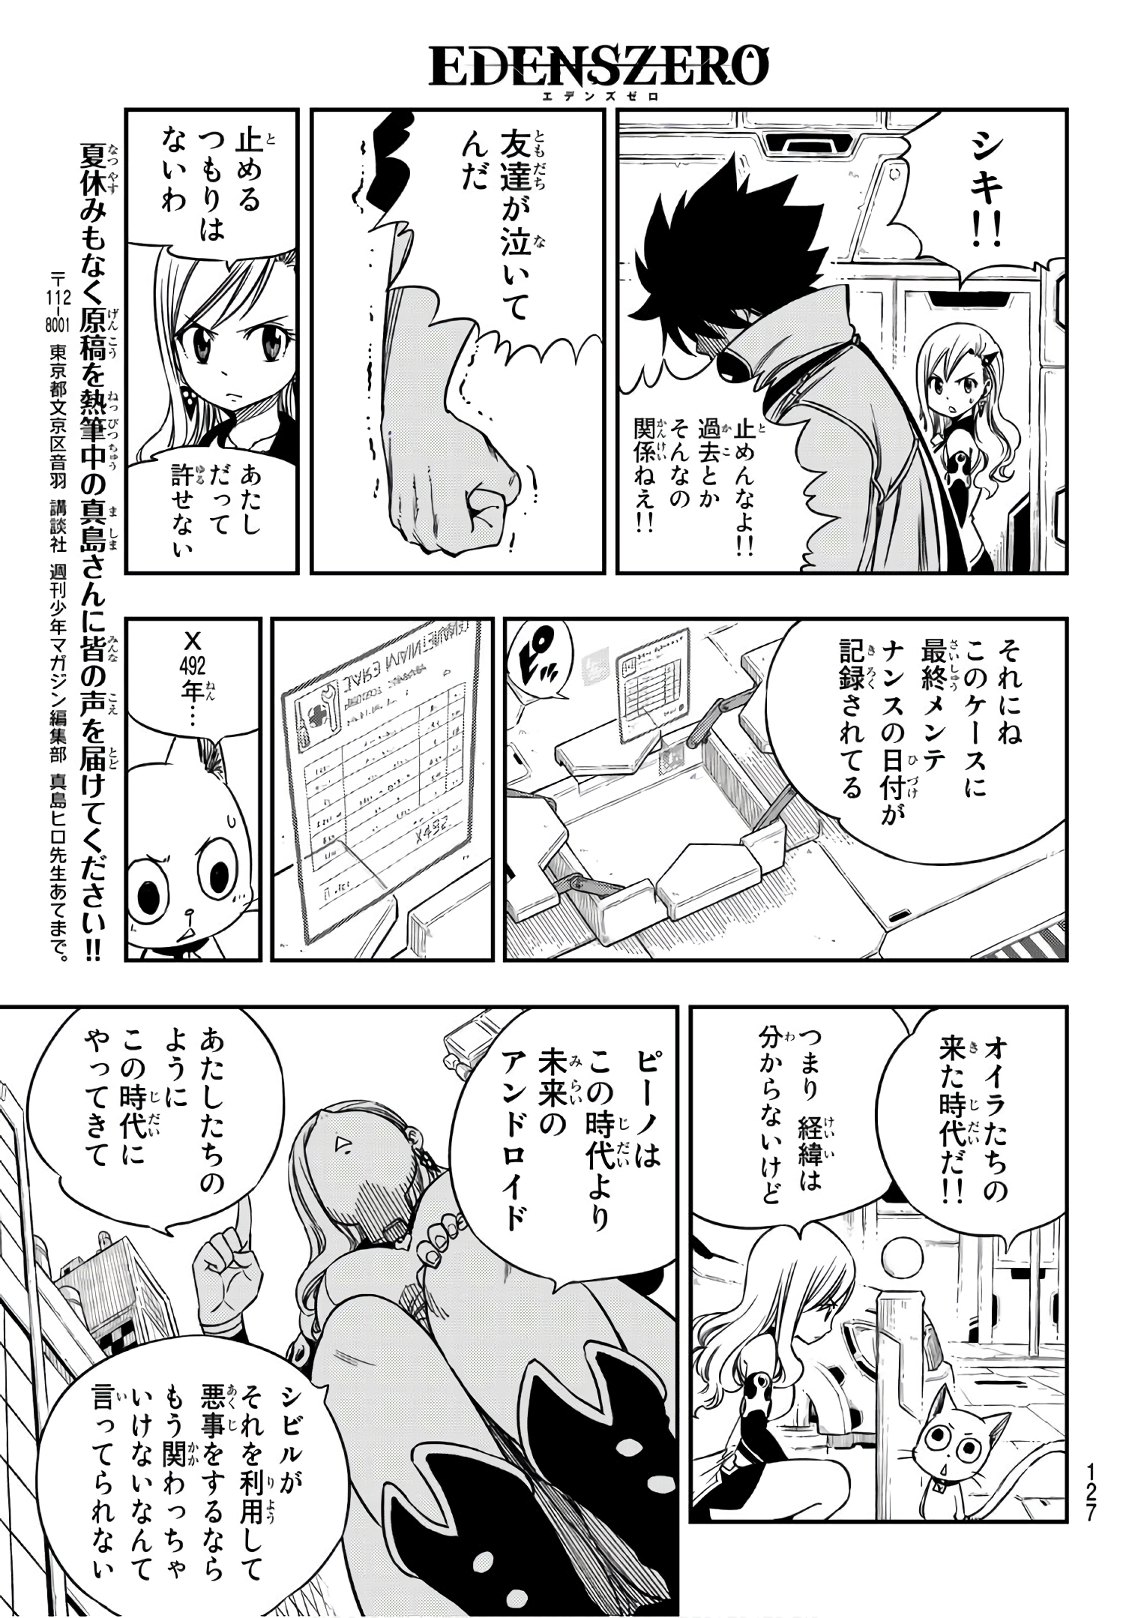 EDENSZERO
エデンズゼロ
シキ!!
止めんなよ!!
過去とか
そんなの
関係ねえ!!
友達が泣いて
んだ
止める
つもりは
ないわ
あたし
だって
許せない
それにね
このケースに
最終メンテ
ナンスの日付が
記録されてる
ピピッ
X492
X
492
年…
オイラたちの
来た時代だ!!
つまり 経緯は
分からないけど
ピーノは
この時代より
未来の
アンドロイド
あたしたちの
ように
この時代に
やってきて
シビルが
それを利用して
悪事をするなら
もう関わっちゃ
いけないなんて
言ってられない
夏休みもなく原稿を熱筆中の真島さんに皆の声を届けてください!!
〒112-8001 東京都文京区音羽 講談社 週刊少年マガジン編集部 真島ヒロ先生あてまで。
127